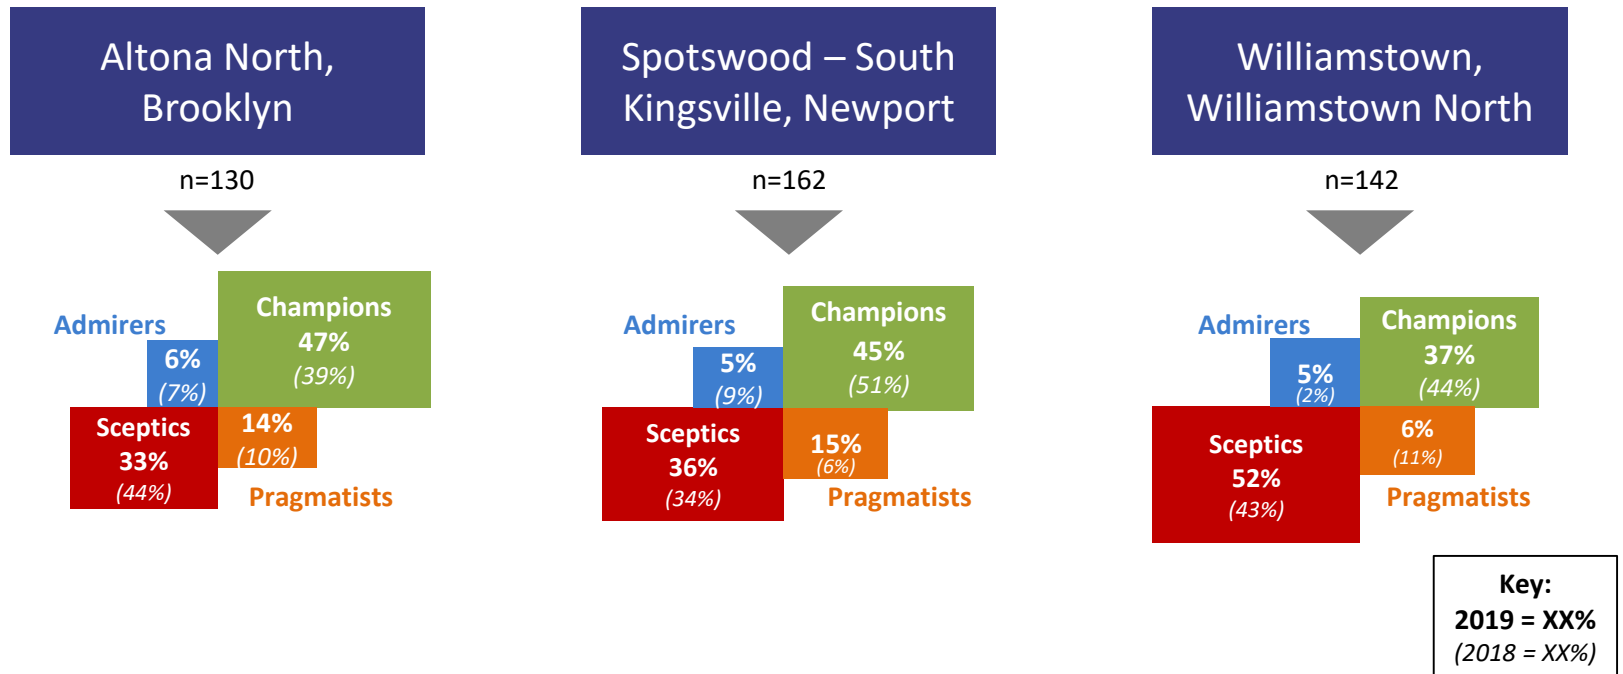 Altona North,
Brooklyn
n=130
Admirers
6%
(7%)
Champions
47%
(39%)
Sceptics
33%
(44%)
14%
(10%)
Pragmatists
Spotswood – South
Kingsville, Newport
n=162
Admirers
5%
(9%)
Champions
45%
(51%)
Sceptics
36%
(34%)
15%
(6%)
Pragmatists
Williamstown,
Williamstown North
n=142
Admirers
5%
(2%)
Champions
37%
(44%)
Sceptics
52%
(43%)
6%
(11%)
Pragmatists
Key:
2019 = XX%
(2018 = XX%)